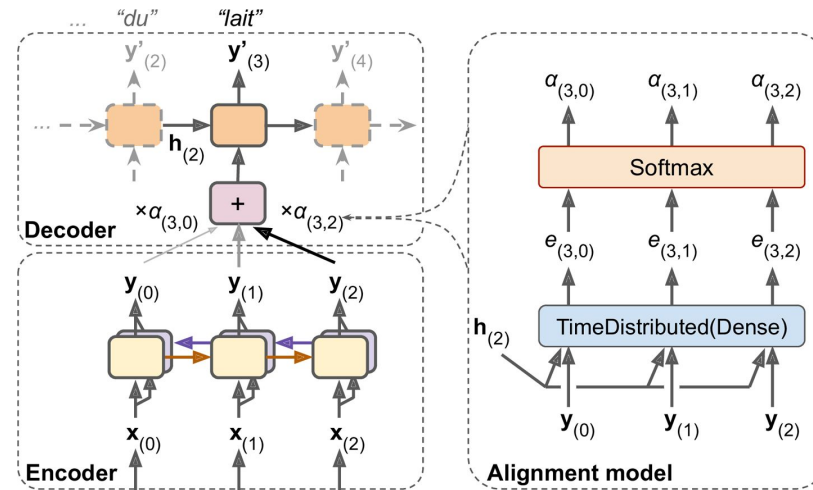 ... "du" "lait"
y'(2) y'(3) y'(4)
...
h(2)
+
×α(3,0) ×α(3,2)
Decoder
y(0) y(1) y(2)
x(0) x(1) x(2)
Encoder
α(3,0) α(3,1) α(3,2)
Softmax
e(3,0) e(3,1) e(3,2)
TimeDistributed(Dense)
h(2)
y(0) y(1) y(2)
Alignment model